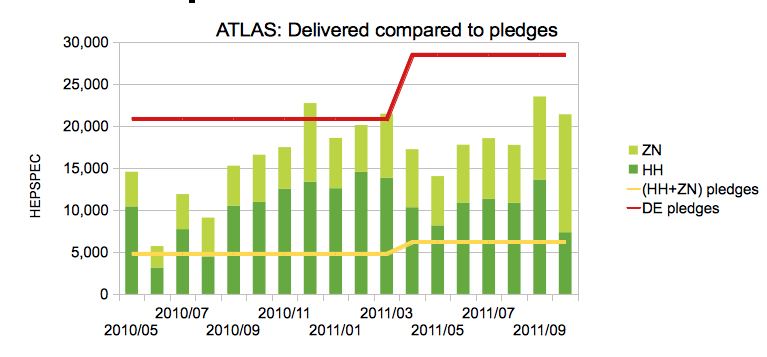 ATLAS: Delivered compared to pledges
30,000
25,000
20,000
15,000
10,000
5,000
0
HEPSPEC
2010/05
2010/07
2010/09
2010/11
2011/01
2011/03
2011/05
2011/07
2011/09
ZN
HH
(HH+ZN) pledges
DE pledges